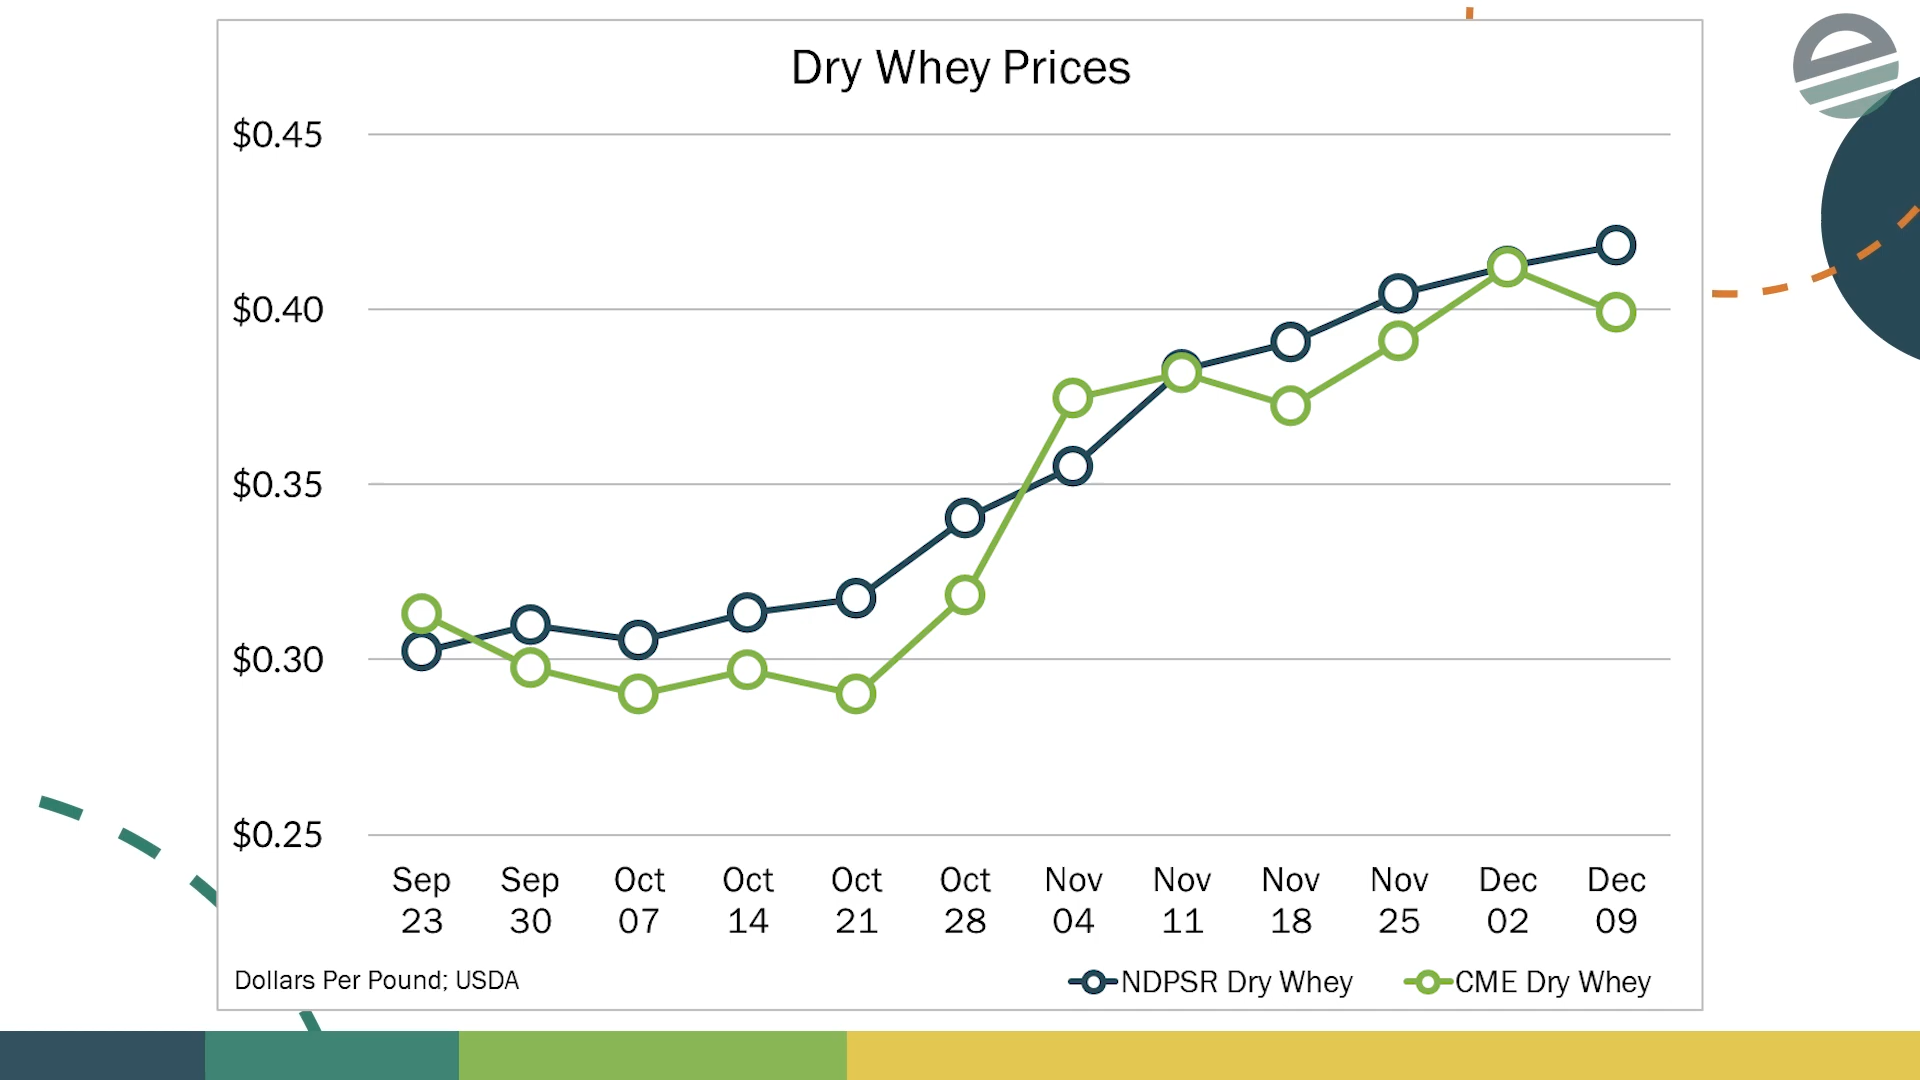 Dry Whey Prices
$0.45
$0.40
$0.35
$0.30
$0.25
Sep 23
Sep 30
Oct 07
Oct 14
Oct 21
Oct 28
Nov 04
Nov 11
Nov 18
Nov 25
Dec 02
Dec 09
Dollars Per Pound; USDA
NDPSR Dry Whey
CME Dry Whey